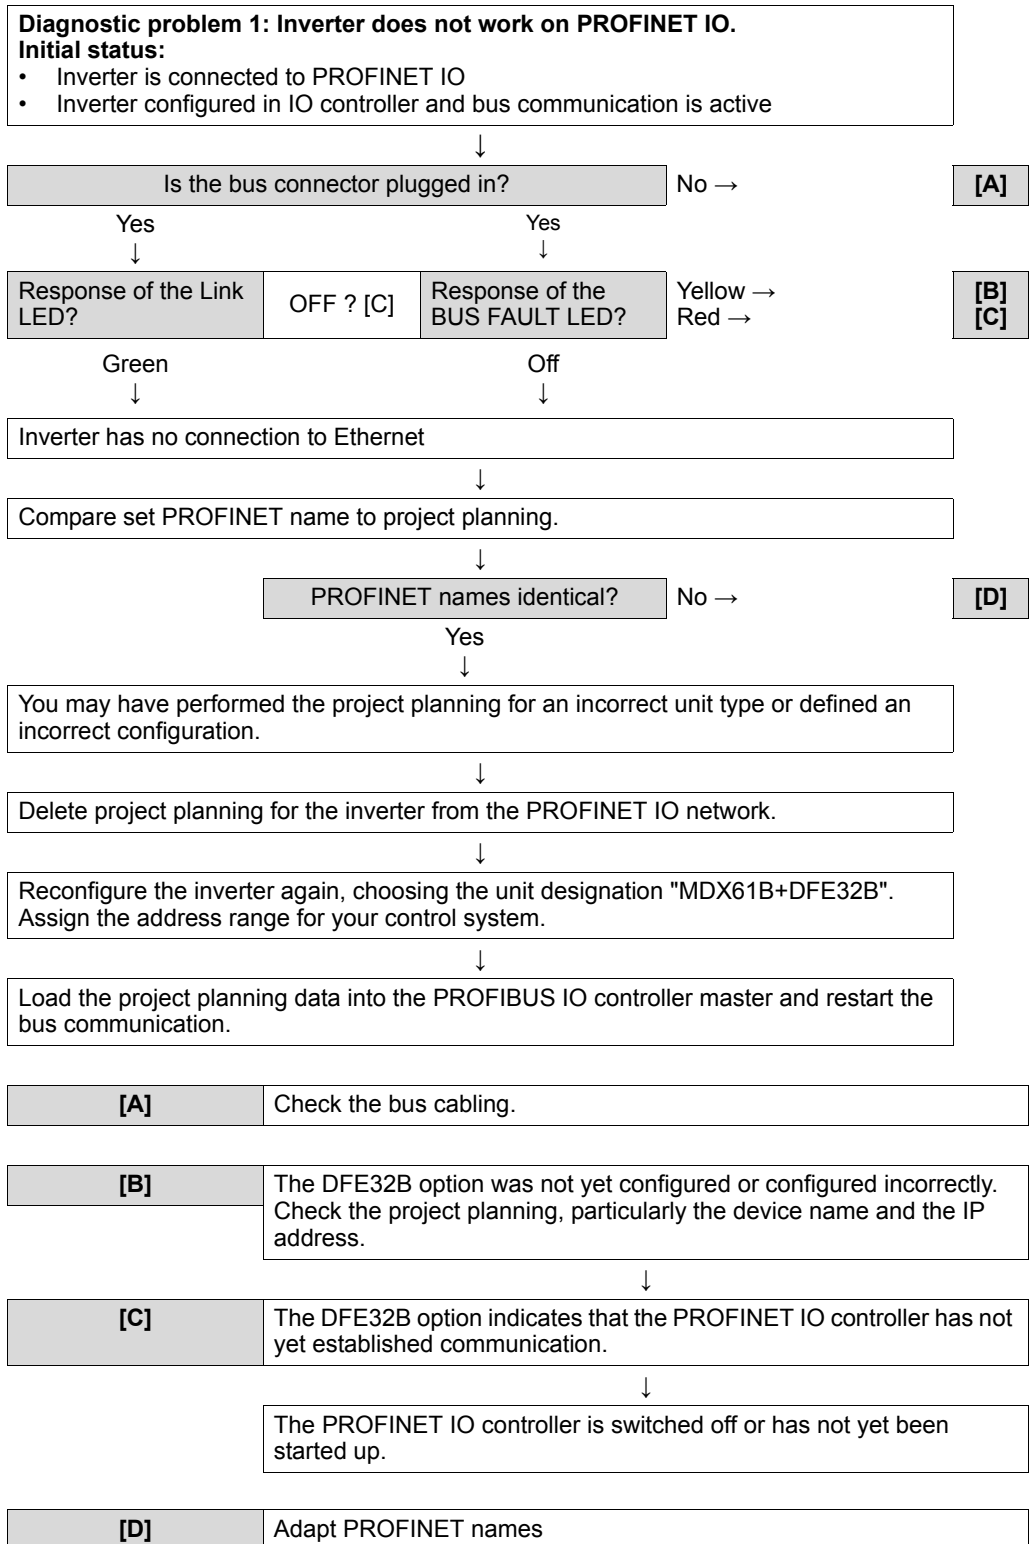 Diagnostic problem 1: Inverter does not work on PROFINET IO.
Initial status:
• Inverter is connected to PROFINET IO
• Inverter configured in IO controller and bus communication is active
↓
Is the bus connector plugged in? No → [A]
Yes Yes
↓ ↓
Response of the Link LED? OFF ? [C] Response of the BUS FAULT LED? Yellow → [B]
Red → [C]
Green Off
↓ ↓
Inverter has no connection to Ethernet
↓
Compare set PROFINET name to project planning.
↓
PROFINET names identical? No → [D]
Yes
↓
You may have performed the project planning for an incorrect unit type or defined an
incorrect configuration.
↓
Delete project planning for the inverter from the PROFINET IO network.
↓
Reconfigure the inverter again, choosing the unit designation "MDX61B+DFE32B".
Assign the address range for your control system.
↓
Load the project planning data into the PROFIBUS IO controller master and restart the
bus communication.
[A] Check the bus cabling.
[B] The DFE32B option was not yet configured or configured incorrectly.
Check the project planning, particularly the device name and the IP
address.
↓
[C] The DFE32B option indicates that the PROFINET IO controller has not
yet established communication.
↓
The PROFINET IO controller is switched off or has not yet been
started up.
[D] Adapt PROFINET names